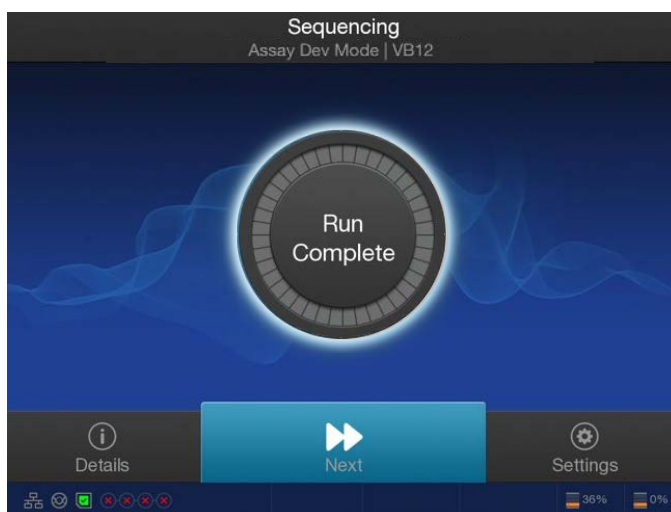 Sequencing
Assay Dev Mode | VB12
Run
Complete
Details
Next
Settings
36%
0%